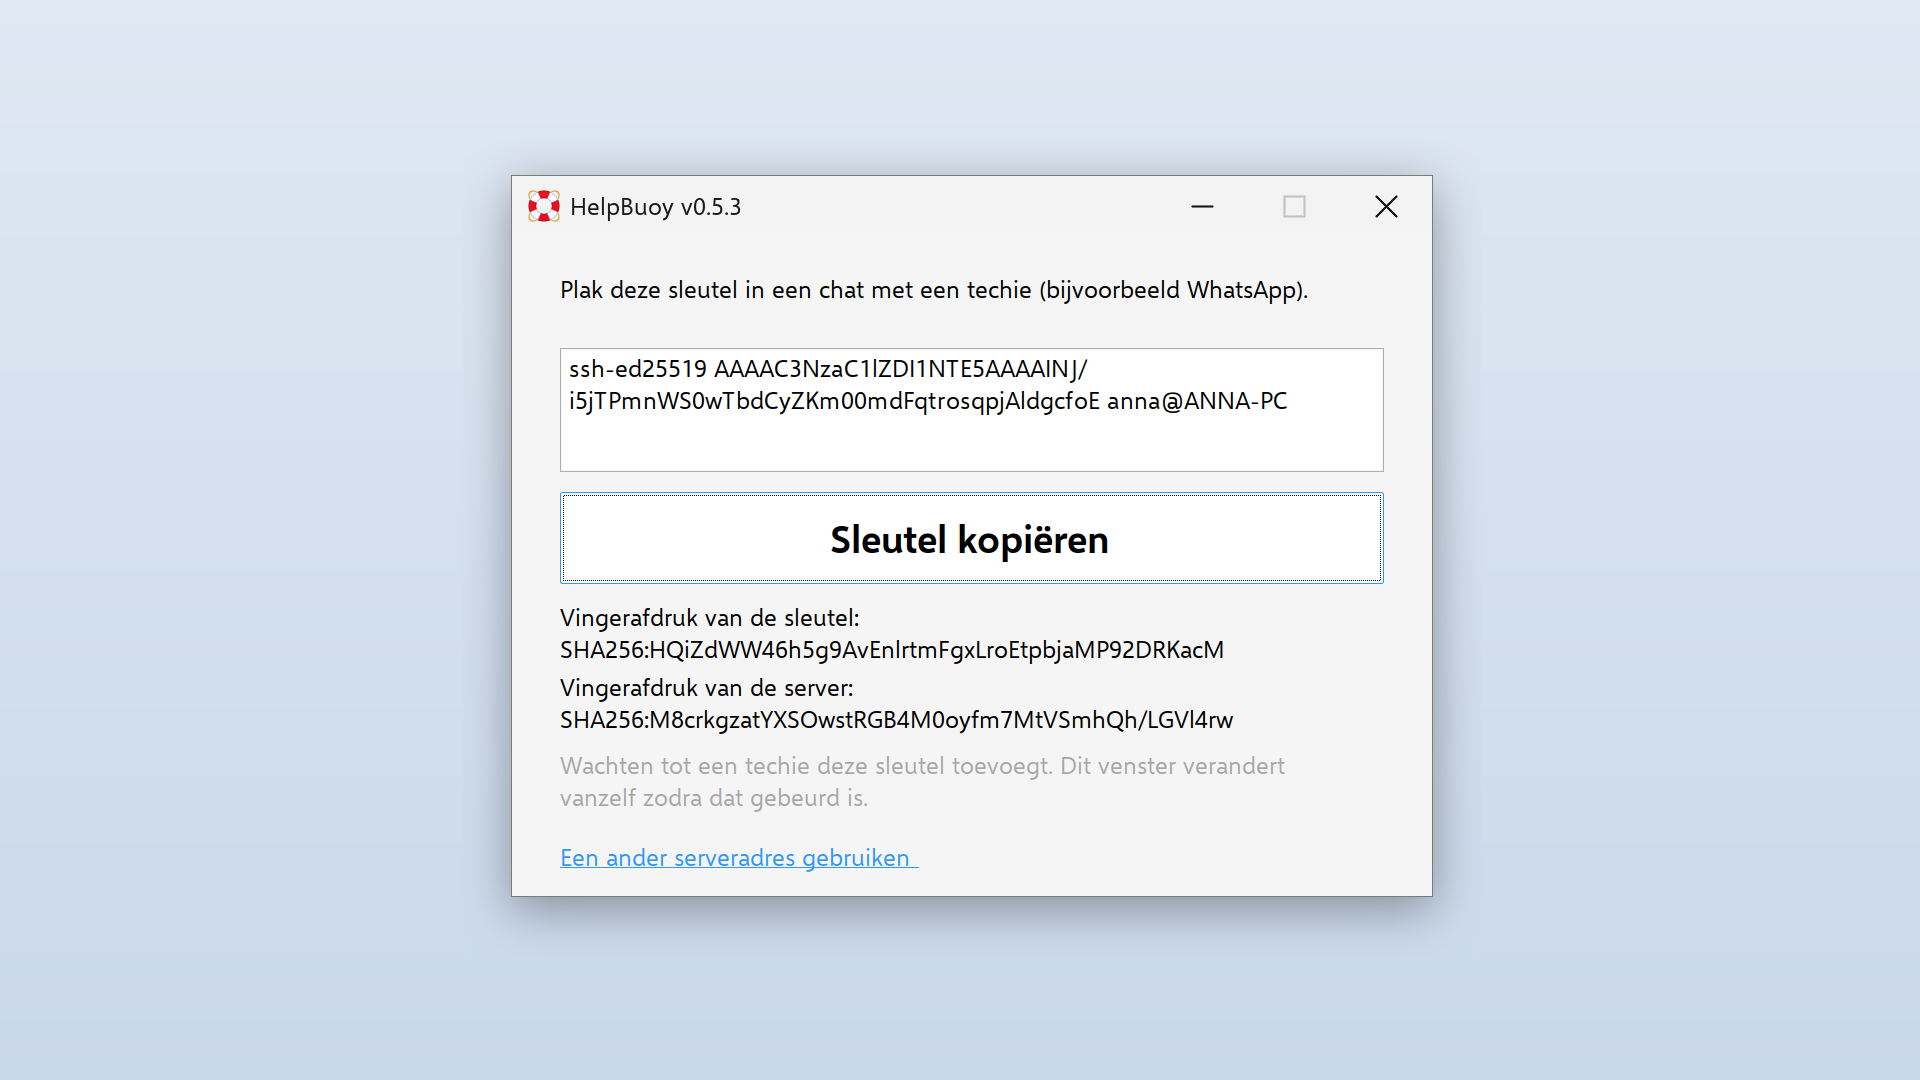 HelpBuoy v0.5.3
Plak deze sleutel in een chat met een techie (bijvoorbeeld WhatsApp).
ssh-ed25519 AAAAC3NzaC1lZDI1NTE5AAAAINJ/
i5jTPmnWS0wTbdCyZKm00mdFqtrosqpjAldgcfoE anna@ANNA-PC
Sleutel kopiëren
Vingerafdruk van de sleutel:
SHA256:HQiZdWW46h5g9AvEnlrtmFgxLroEtpbjaMP92DRKacM
Vingerafdruk van de server:
SHA256:M8crkgzatYXSOwstRGB4M0oyfm7MtVSmhQh/LGVl4rw
Wachten tot een techie deze sleutel toevoegt. Dit venster verandert
vanzelf zodra dat gebeurd is.
Een ander serveradres gebruiken